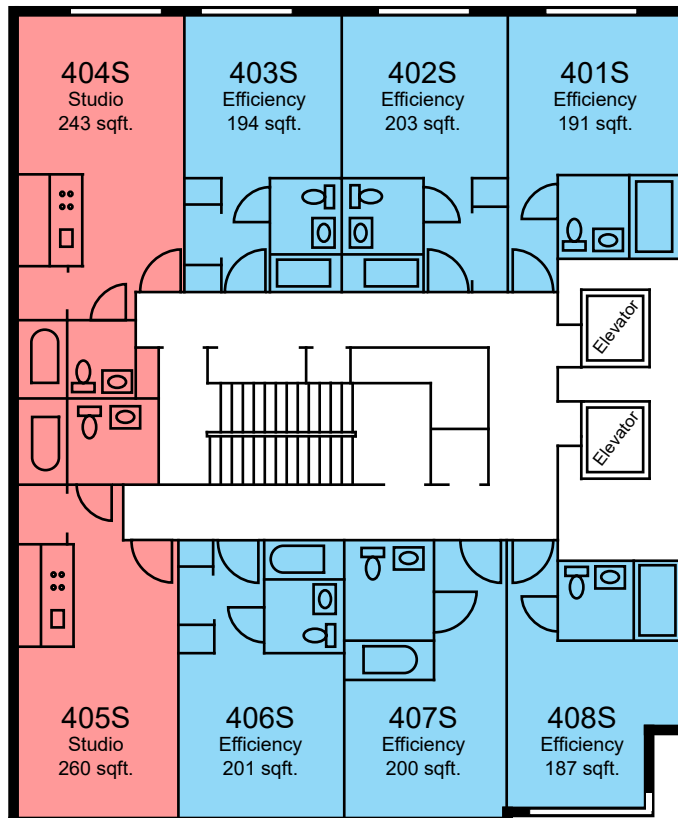 404S
Studio
243 sqft.
403S
Efficiency
194 sqft.
402S
Efficiency
203 sqft.
401S
Efficiency
191 sqft.
Elevator
Elevator
405S
Studio
260 sqft.
406S
Efficiency
201 sqft.
407S
Efficiency
200 sqft.
408S
Efficiency
187 sqft.